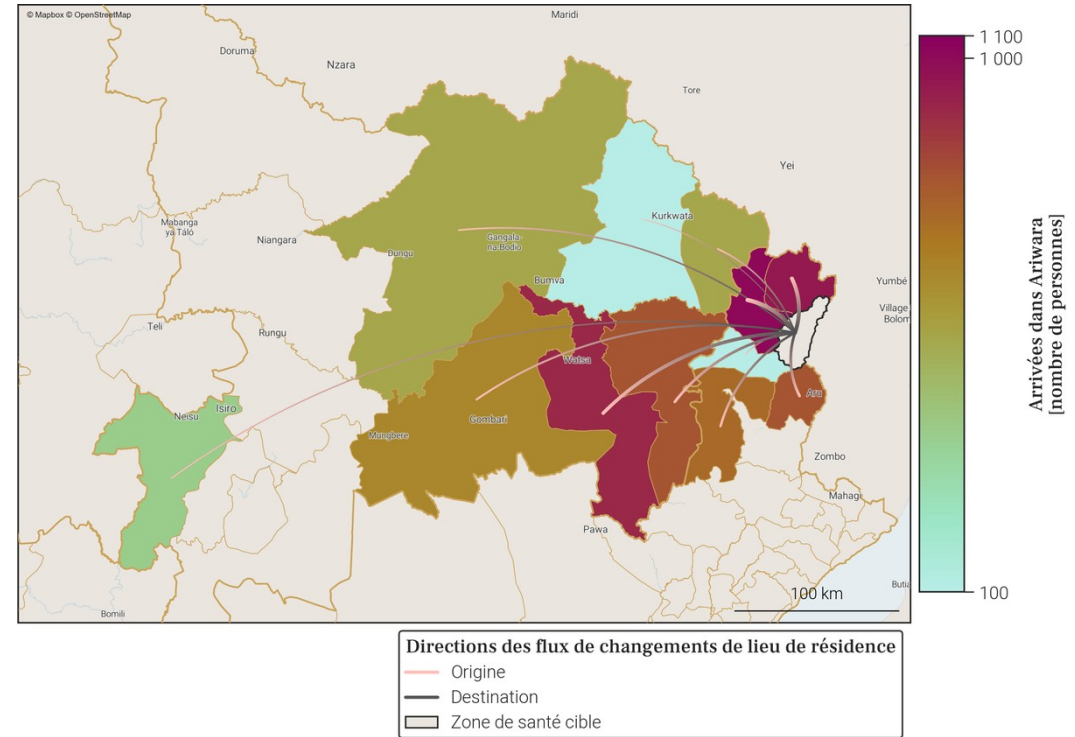 © Mapbox © OpenStreetMap
Maridi
Doruma
Nzara
Tore
Yei
Mabanga
ya Talo
Niangara
Kurkwata
Gangala-
na-Bodio
Dungu
Bumva
Yumbé
Village
Bolom
Teli
Rungu
Watsa
Isiro
Neisu
Aru
Gombari
Mungbere
Zombo
Mahagi
Pawa
Butia
Bomili
100 km
1 100
1 000
100
Arrivées dans Ariwara
[nombre de personnes]
Directions des flux de changements de lieu de résidence
Origine
Destination
Zone de santé cible